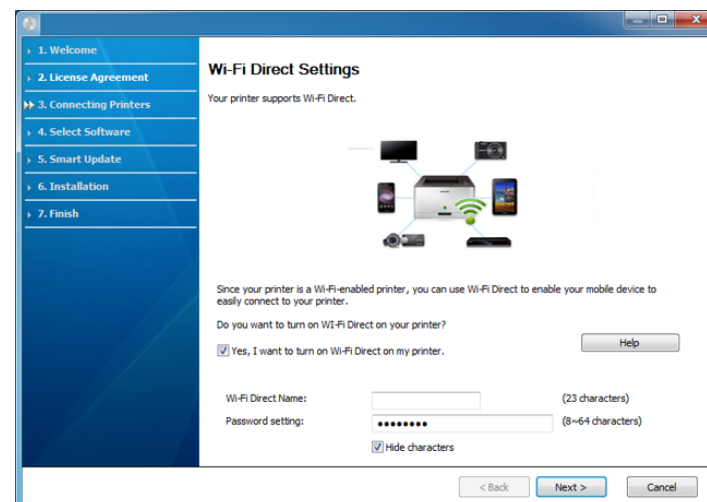 1. Welcome
2. License Agreement
3. Connecting Printers
4. Select Software
5. Smart Update
6. Installation
7. Finish
Wi-Fi Direct Settings
Your printer supports Wi-Fi Direct.
Since your printer is a Wi-Fi-enabled printer, you can use Wi-Fi Direct to enable your mobile device to
easily connect to your printer.
Do you want to turn on WI-Fi Direct on your printer?
Yes, I want to turn on Wi-Fi Direct on my printer.
Help
Wi-Fi Direct Name:
(23 characters)
Password setting:
(8~64 characters)
Hide characters
< Back
Next >
Cancel